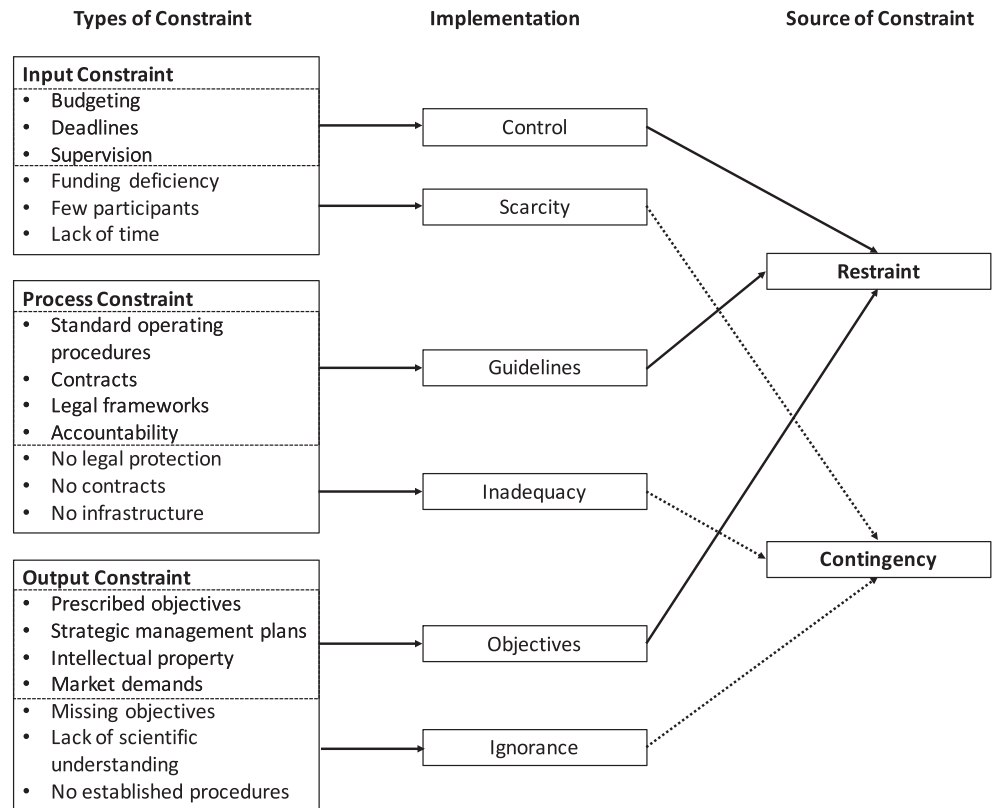 Types of Constraint
Implementation
Source of Constraint
Input Constraint
• Budgeting
• Deadlines
• Supervision
• Funding deficiency
• Few participants
• Lack of time
Control
Scarcity
Restraint
Process Constraint
• Standard operating
procedures
• Contracts
• Legal frameworks
• Accountability
• No legal protection
• No contracts
• No infrastructure
Guidelines
Inadequacy
Contingency
Output Constraint
• Prescribed objectives
• Strategic management plans
• Intellectual property
• Market demands
• Missing objectives
• Lack of scientific
understanding
• No established procedures
Objectives
Ignorance